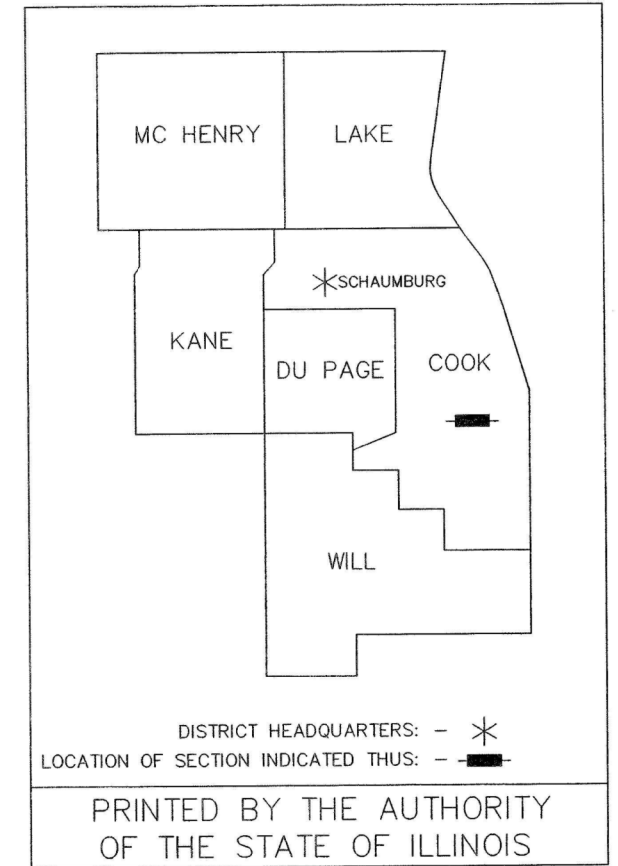 MC HENRY
LAKE
SCHAUMBURG
KANE
DU PAGE
COOK
WILL
DISTRICT HEADQUARTERS: -
LOCATION OF SECTION INDICATED THUS: -
PRINTED BY THE AUTHORITY
OF THE STATE OF ILLINOIS